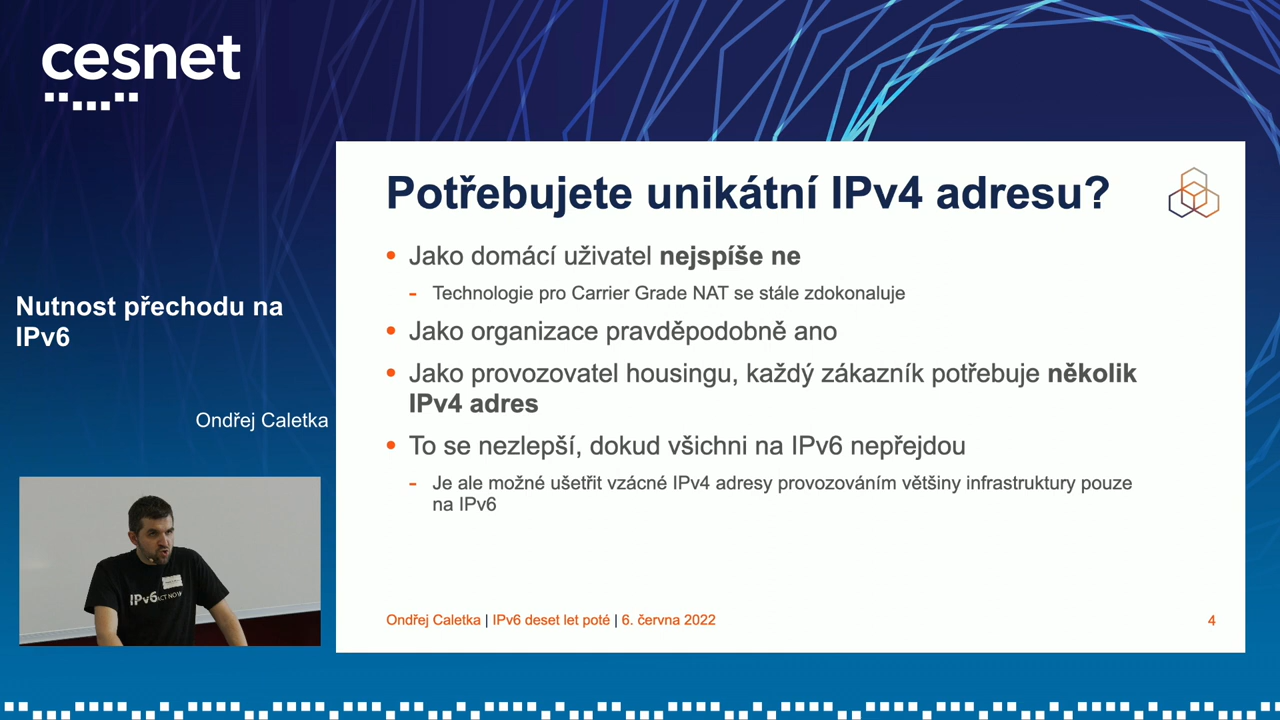 cesnet
Nutnost přechodu na
IPv6
Ondřej Caletka
IPv6 ACT NOW
Potřebujete unikátní IPv4 adresu?
• Jako domácí uživatel nejspíše ne
- Technologie pro Carrier Grade NAT se stále zdokonaluje
• Jako organizace pravděpodobně ano
• Jako provozovatel housingu, každý zákazník potřebuje několik
IPv4 adres
• To se nezlepší, dokud všichni na IPv6 nepřejdou
- Je ale možné ušetřit vzácné IPv4 adresy provozováním většiny infrastruktury pouze
na IPv6
Ondřej Caletka | IPv6 deset let poté | 6. června 2022
4